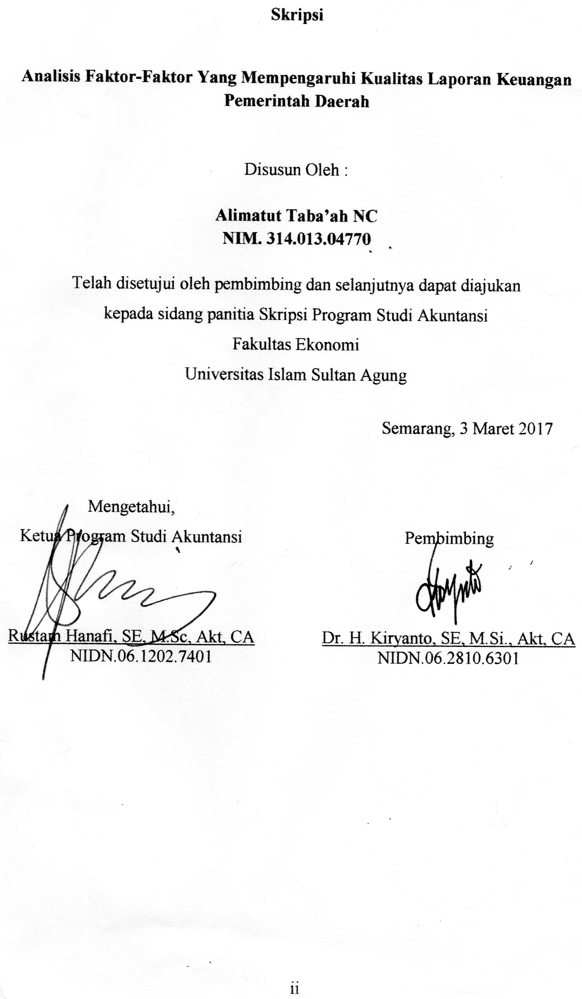 Skripsi
Analisis Faktor-Faktor Yang Mempengaruhi Kualitas Laporan Keuangan
Pemerintah Daerah
Disusun Oleh :
Alimatut Taba’ah NC
NIM. 314.013.04770
Telah disetujui oleh pembimbing dan selanjutnya dapat diajukan
kepada sidang panitia Skripsi Program Studi Akuntansi
Fakultas Ekonomi
Universitas Islam Sultan Agung
Semarang, 3 Maret 2017
Mengetahui,
Ketua Program Studi Akuntansi
Pembimbing
Rustam Hanafi, SE, M.Sc, Akt, CA
NIDN.06.1202.7401
Dr. H. Kiryanto, SE, M.Si., Akt, CA
NIDN.06.2810.6301
ii